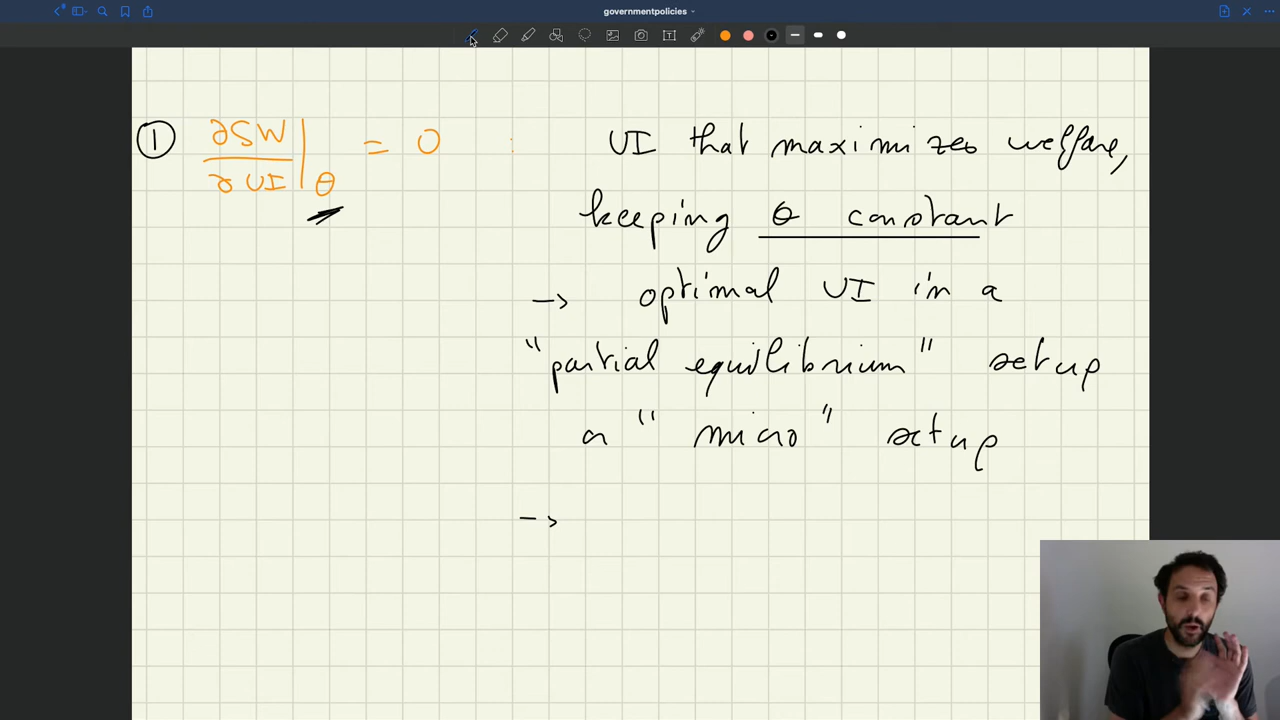 governmentpolicies
① ∂SW/∂UI|θ = 0 : UI that maximizes welfare,
keeping θ constant
→ optimal UI in a
"partial equilibrium" setup
a "micro" setup
→